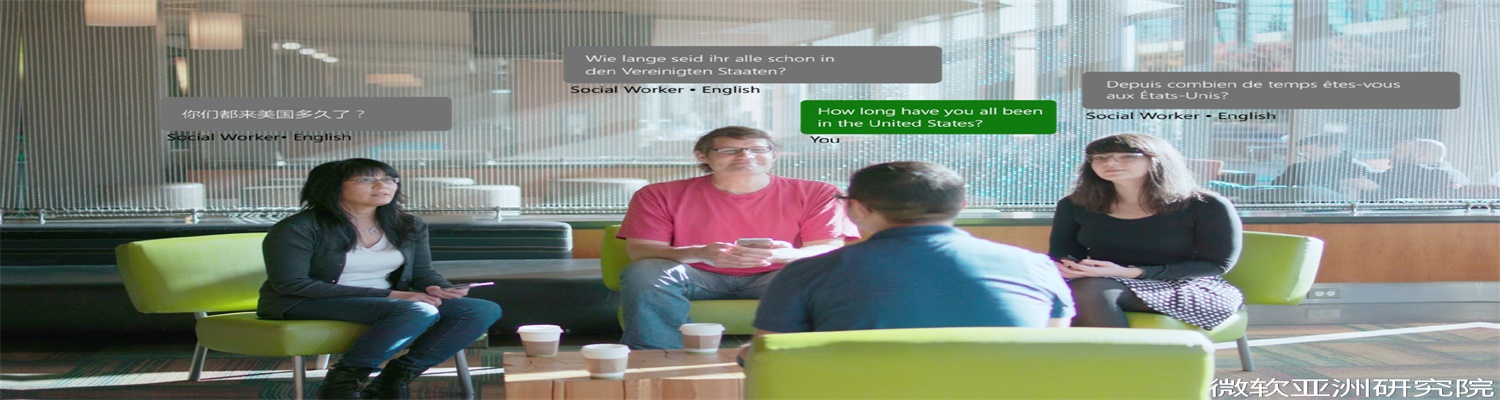 你们都来美国多久了？
Social Worker• English
Wie lange seid ihr alle schon in
den Vereinigten Staaten?
Social Worker • English
How long have you all been
in the United States?
You
Depuis combien de temps êtes-vous
aux États-Unis?
Social Worker • English
微软亚洲研究院